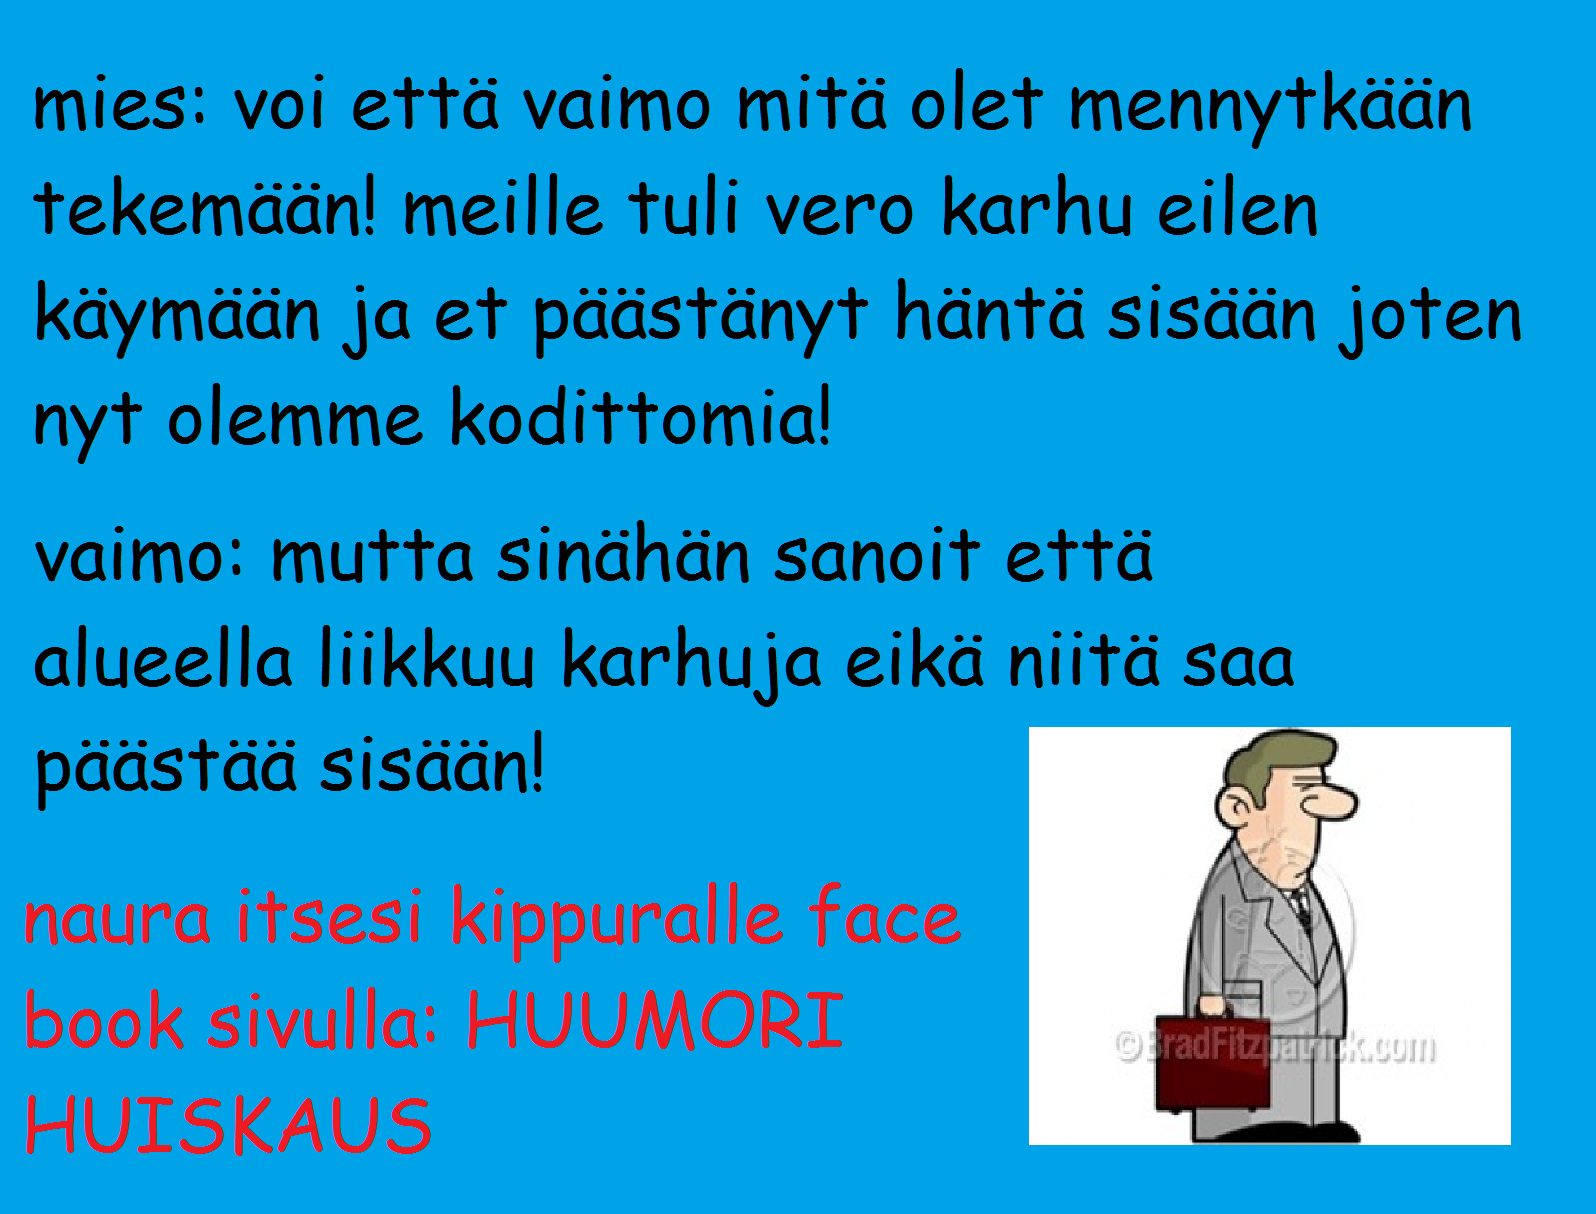 mies: voi että vaimo mitä olet mennytkään
tekemään! meille tuli vero karhu eilen
käymään ja et päästänyt häntä sisään joten
nyt olemme kodittomia!
vaimo: mutta sinähän sanoit että
alueella liikkuu karhuja eikä niitä saa
päästää sisään!
naura itsesi kippuralle face
book sivulla: HUUMORI
HUISKAUS
©BradFitzpatrick.com